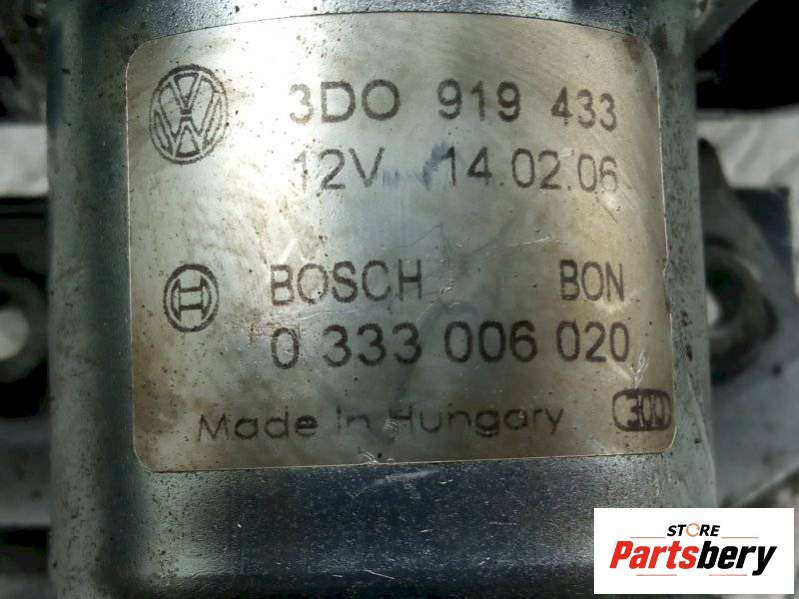 3DO 919 433
12V 14.02.06
BOSCH BON
0 333 006 020
Made In Hungary
STORE
Partsbery